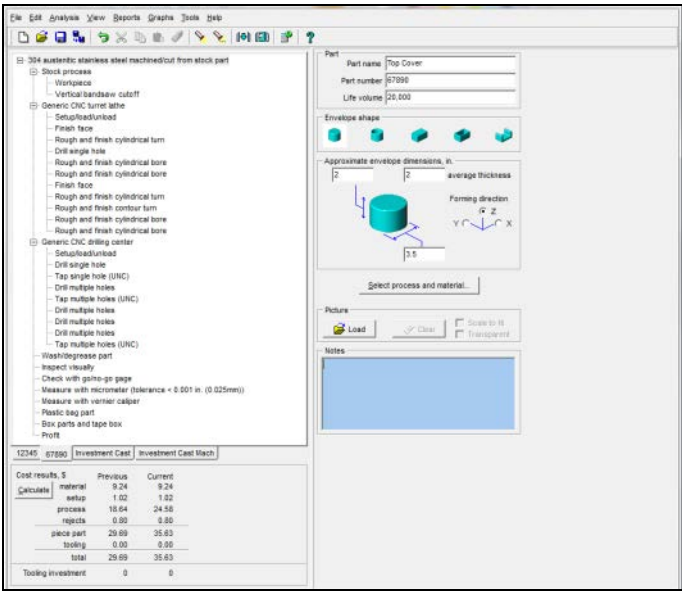 File Edit Analysis View Reports Graphs Tools Help
304 austenitic stainless steel machined/cut from stock part
Stock process
Workpiece
Vertical bandsaw cutoff
Generic CNC turret lathe
Setup/load/unload
Finish face
Rough and finish cylindrical turn
Drill single hole
Rough and finish cylindrical bore
Rough and finish cylindrical bore
Finish face
Rough and finish cylindrical turn
Rough and finish contour turn
Rough and finish cylindrical bore
Rough and finish cylindrical bore
Generic CNC drilling center
Setup/load/unload
Drill single hole
Tap single hole (UNC)
Drill multiple holes
Tap multiple holes (UNC)
Drill multiple holes
Drill multiple holes
Drill multiple holes
Tap multiple holes (UNC)
Wash/degrease part
Inspect visually
Check with go/no-go gage
Measure with micrometer (tolerance < 0.001 in. (0.025mm))
Measure with vernier caliper
Plastic bag part
Box parts and tape box
Profit
12345 67890 Investment Cast Investment Cast Mach
Cost results, $ Previous Current
Calculate material 9.24 9.24
setup 1.02 1.02
process 18.64 24.58
rejects 0.80 0.80
piece part 29.69 35.63
tooling 0.00 0.00
total 29.69 35.63
Tooling investment 0 0
Part
Part name Top Cover
Part number 67890
Life volume 20,000
Envelope shape
Approximate envelope dimensions, in.
2 2 average thickness
Forming direction
Z
Y X
3.5
Select process and material...
Picture
Load Clear Scale to fit
Transparent
Notes